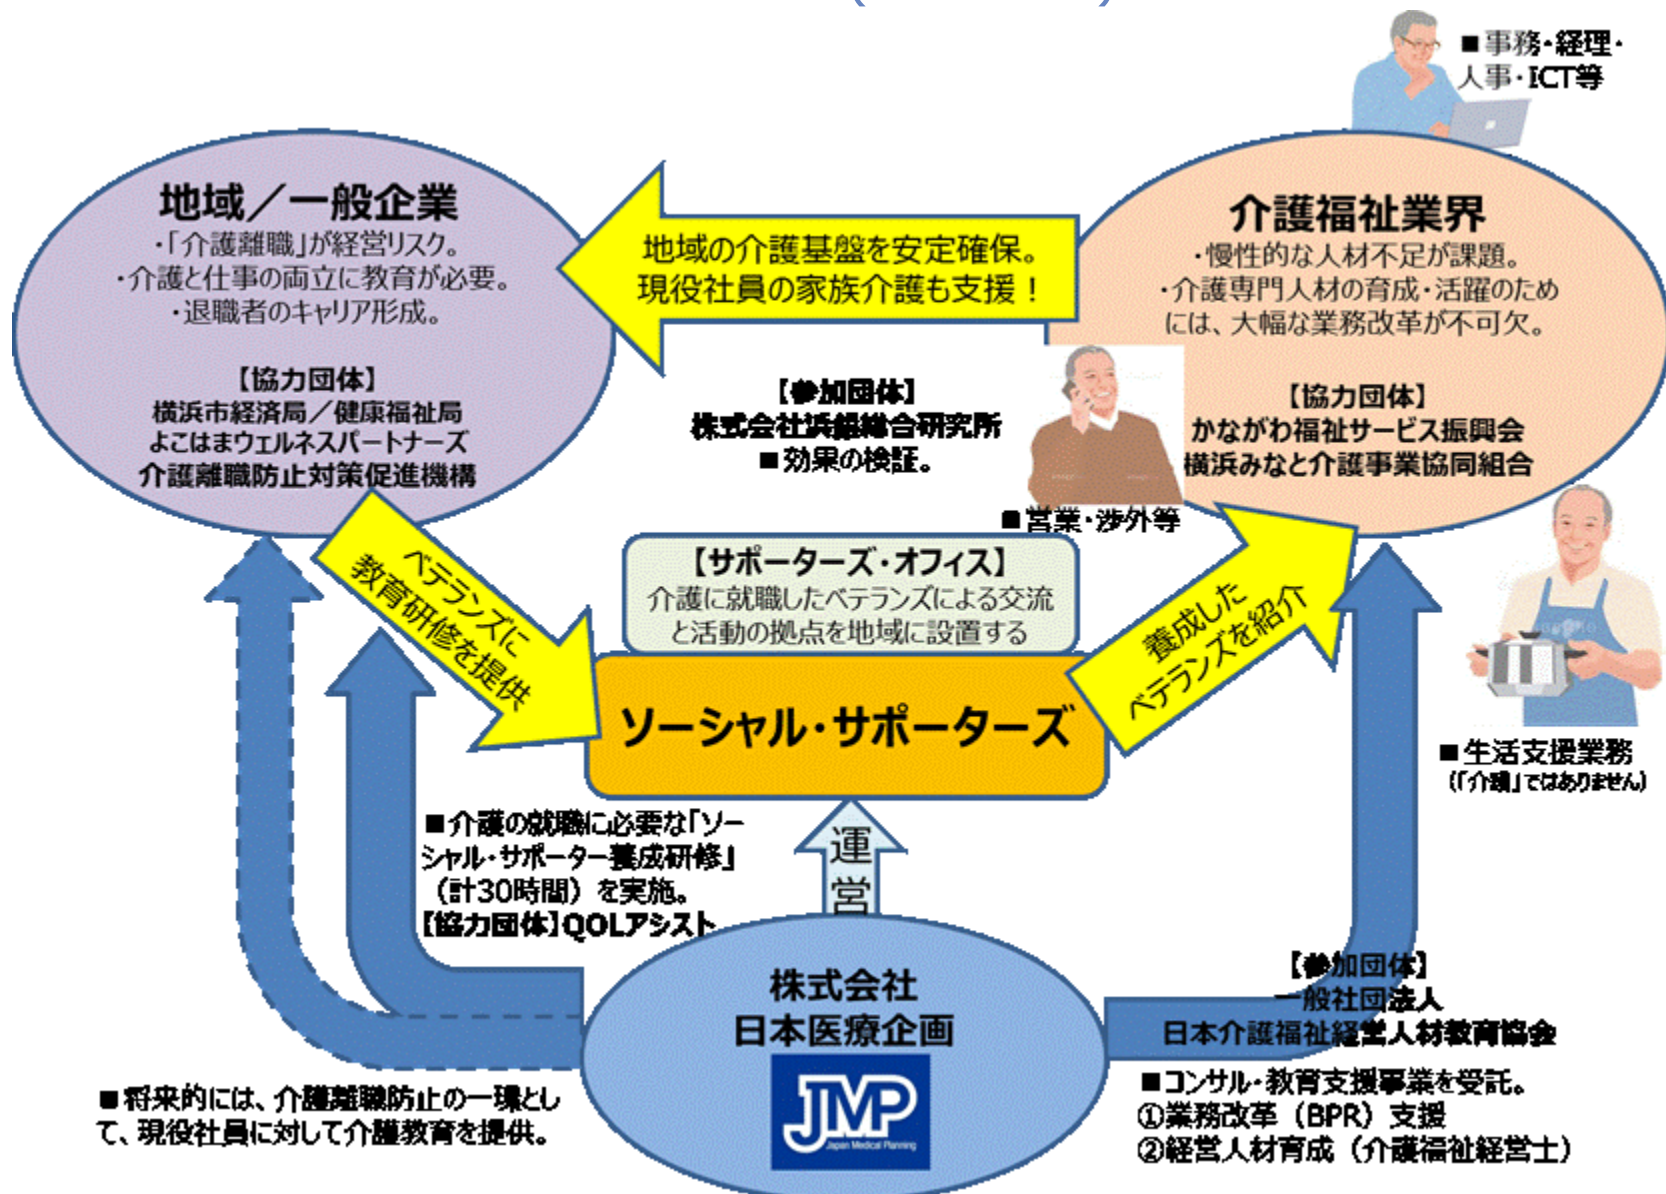 ■事務・経理・
人事・ICT等
地域／一般企業
・「介護離職」が経営リスク。
・介護と仕事の両立に教育が必要。
・退職者のキャリア形成。
【協力団体】
横浜市経済局／健康福祉局
よこはまウェルネスパートナーズ
介護離職防止対策促進機構
地域の介護基盤を安定確保。
現役社員の家族介護も支援！
介護福祉業界
・慢性的な人材不足が課題。
・介護専門人材の育成・活躍のため
には、大幅な業務改革が不可欠。
【協力団体】
かながわ福祉サービス振興会
横浜みなと介護事業協同組合
【参加団体】
株式会社浜銀総合研究所
■効果の検証。
■営業・渉外等
ベテランズに
教育研修を提供
【サポーターズ・オフィス】
介護に就職したベテランズによる交流
と活動の拠点を地域に設置する
ソーシャル・サポーターズ
養成した
ベテランズを紹介
■生活支援業務
（「介護」ではありません）
■介護の就職に必要な「ソー
シャル・サポーター養成研修」
（計30時間）を実施。
【協力団体】QOLアシスト
運
営
株式会社
日本医療企画
JMP
Japan Medical Planning
【参加団体】
一般社団法人
日本介護福祉経営人材教育協会
■コンサル・教育支援事業を受託。
①業務改革（BPR）支援
②経営人材育成（介護福祉経営士）
■将来的には、介護離職防止の一環とし
て、現役社員に対して介護教育を提供。